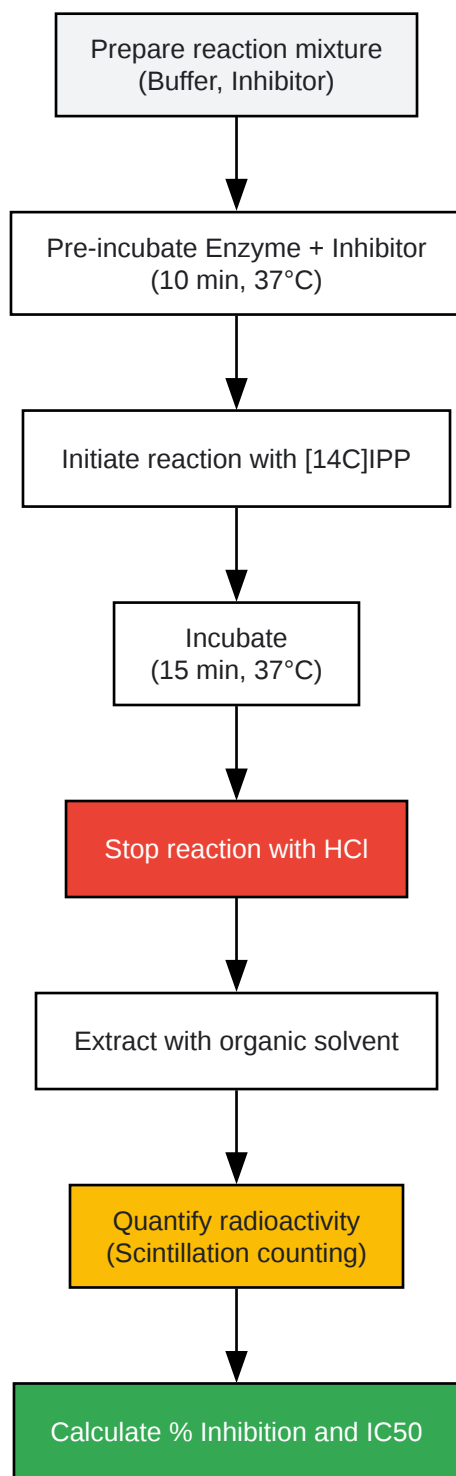 Prepare reaction mixture
(Buffer, Inhibitor)
Pre-incubate Enzyme + Inhibitor
(10 min, 37°C)
Initiate reaction with [14C]IPP
Incubate
(15 min, 37°C)
Stop reaction with HCl
Extract with organic solvent
Quantify radioactivity
(Scintillation counting)
Calculate % Inhibition and IC50